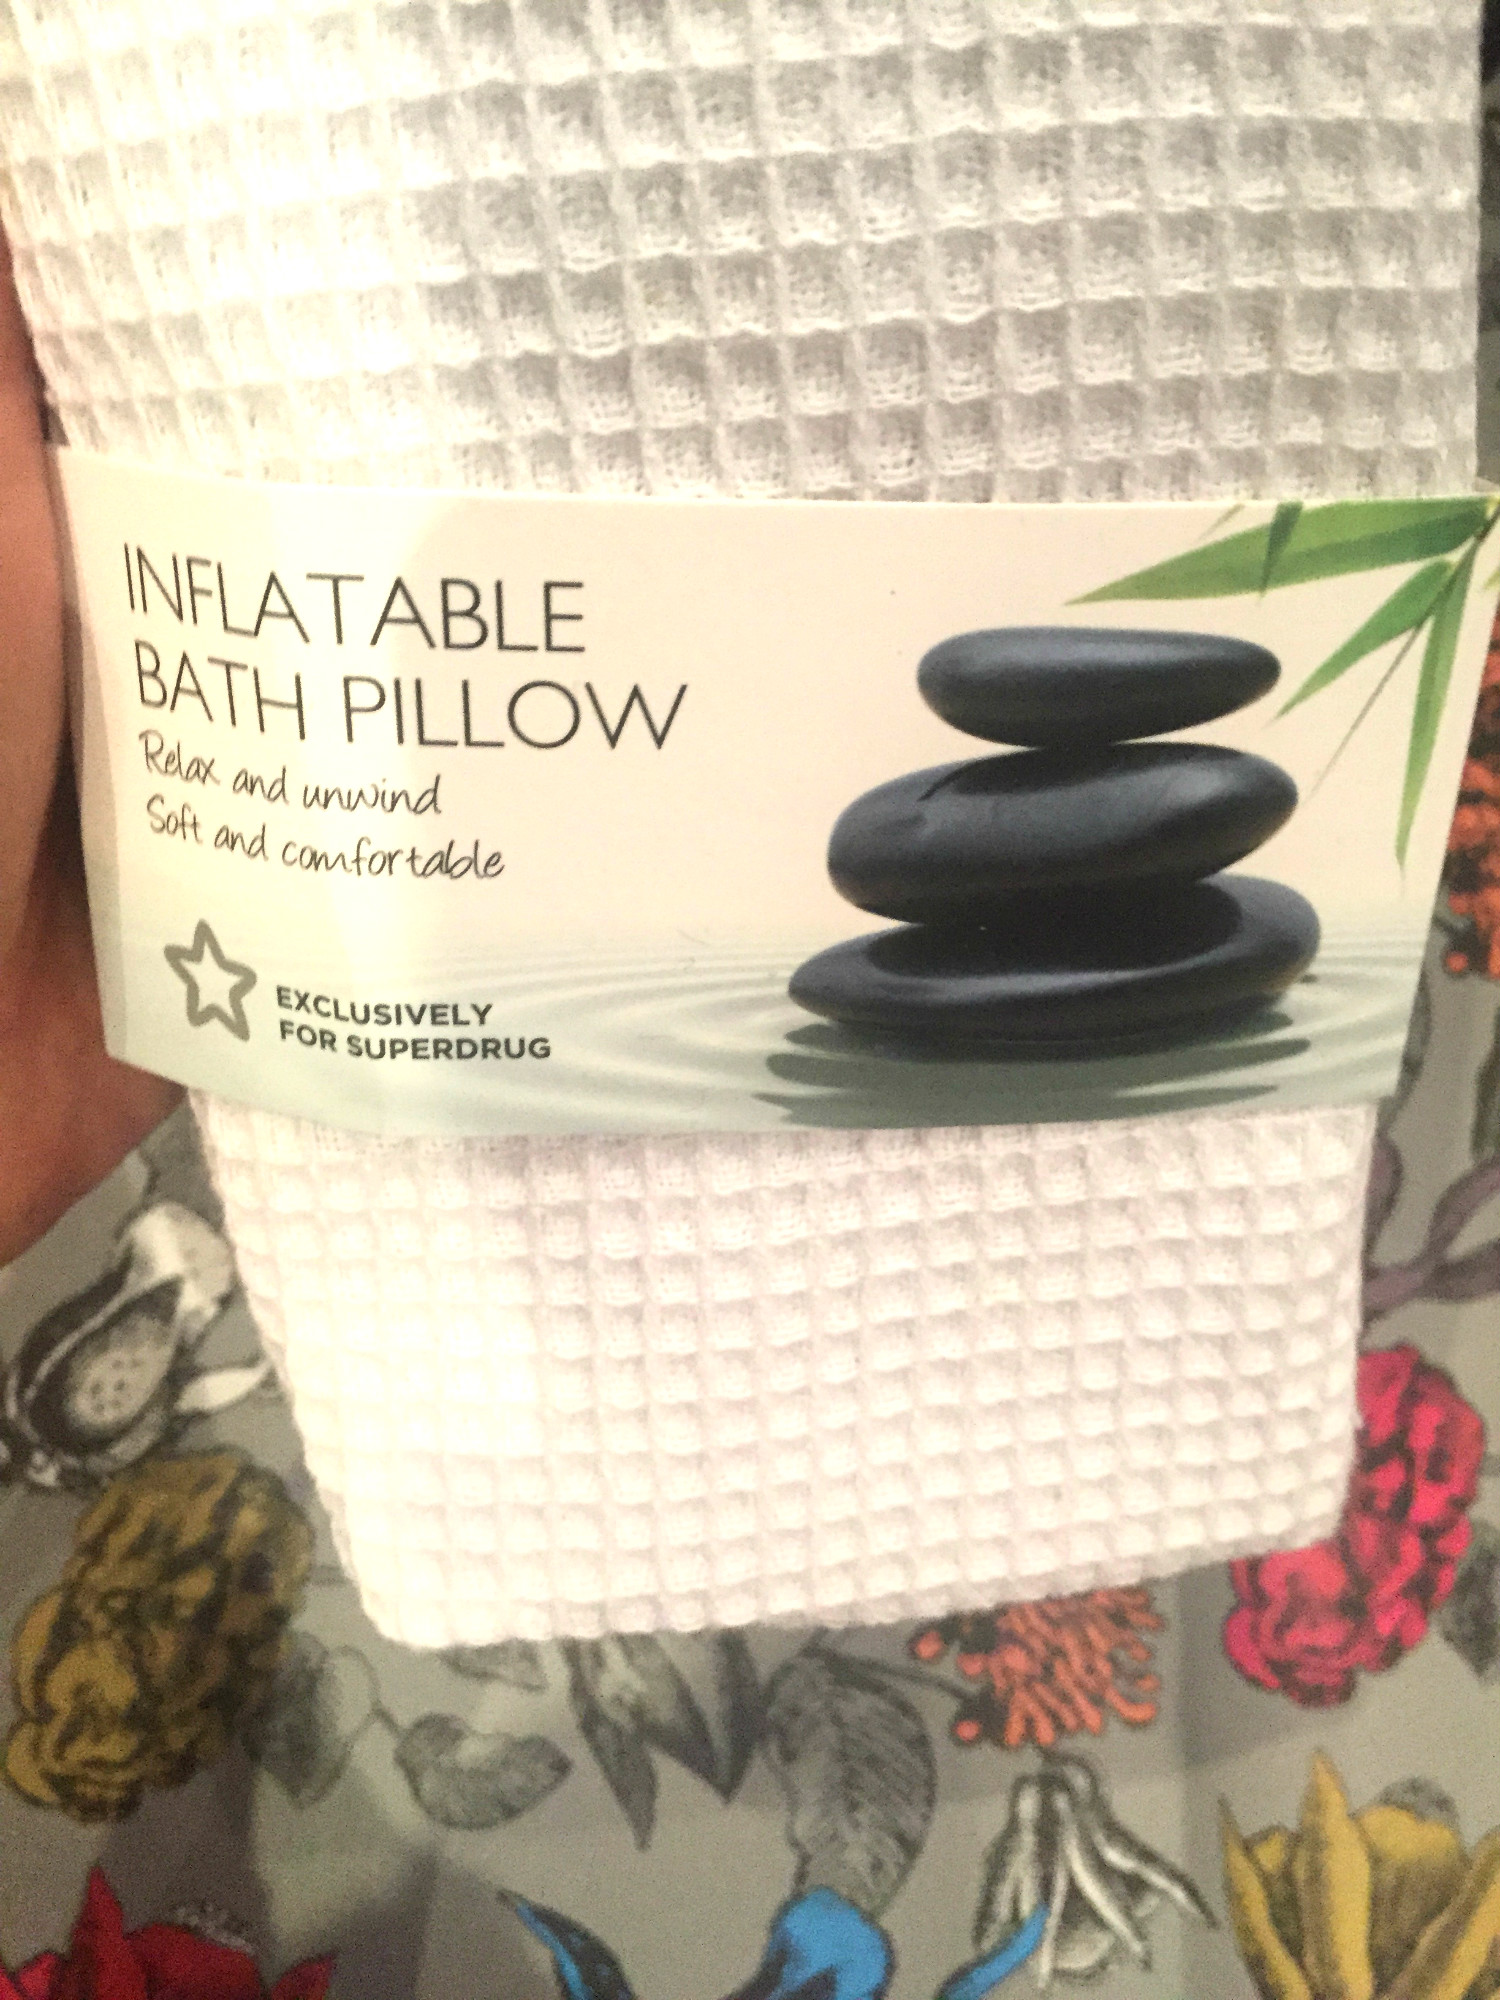 INFLATABLE
BATH PILLOW
Relax and unwind
Soft and comfortable
EXCLUSIVELY
FOR SUPERDRUG